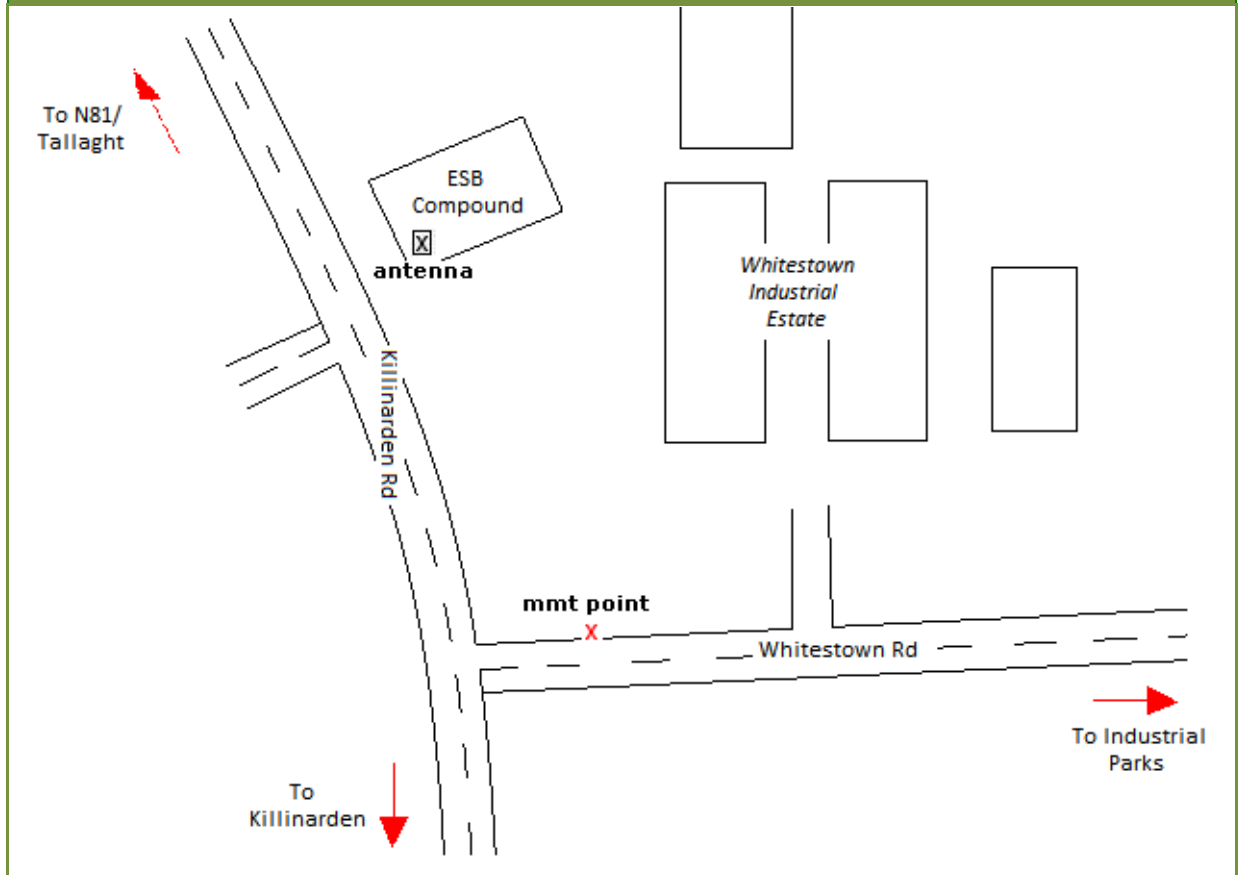 To N81/
Tallaght
ESB
Compound
X
antenna
Whitestown
Industrial
Estate
Killinarden Rd
mmt point
X
Whitestown Rd
To Industrial
Parks
To
Killinarden